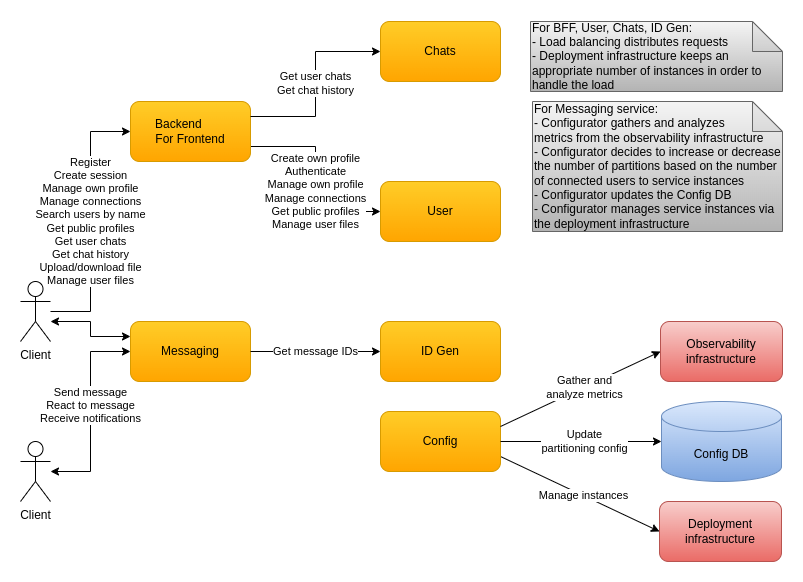 Chats
For BFF, User, Chats, ID Gen:
- Load balancing distributes requests
- Deployment infrastructure keeps an
appropriate number of instances in order to
handle the load
Get user chats
Get chat history
Backend
For Frontend
For Messaging service:
- Configurator gathers and analyzes
metrics from the observability infrastructure
- Configurator decides to increase or decrease
the number of partitions based on the number
of connected users to service instances
- Configurator updates the Config DB
- Configurator manages service instances via
the deployment infrastructure
Create own profile
Authenticate
Manage own profile
Manage connections
Get public profiles
Manage user files
User
Register
Create session
Manage own profile
Manage connections
Search users by name
Get public profiles
Get user chats
Get chat history
Upload/download file
Manage user files
Client
Messaging
Get message IDs
ID Gen
Observability
infrastructure
Gather and
analyze metrics
Send message
React to message
Receive notifications
Config
Update
partitioning config
Config DB
Manage instances
Client
Deployment
infrastructure